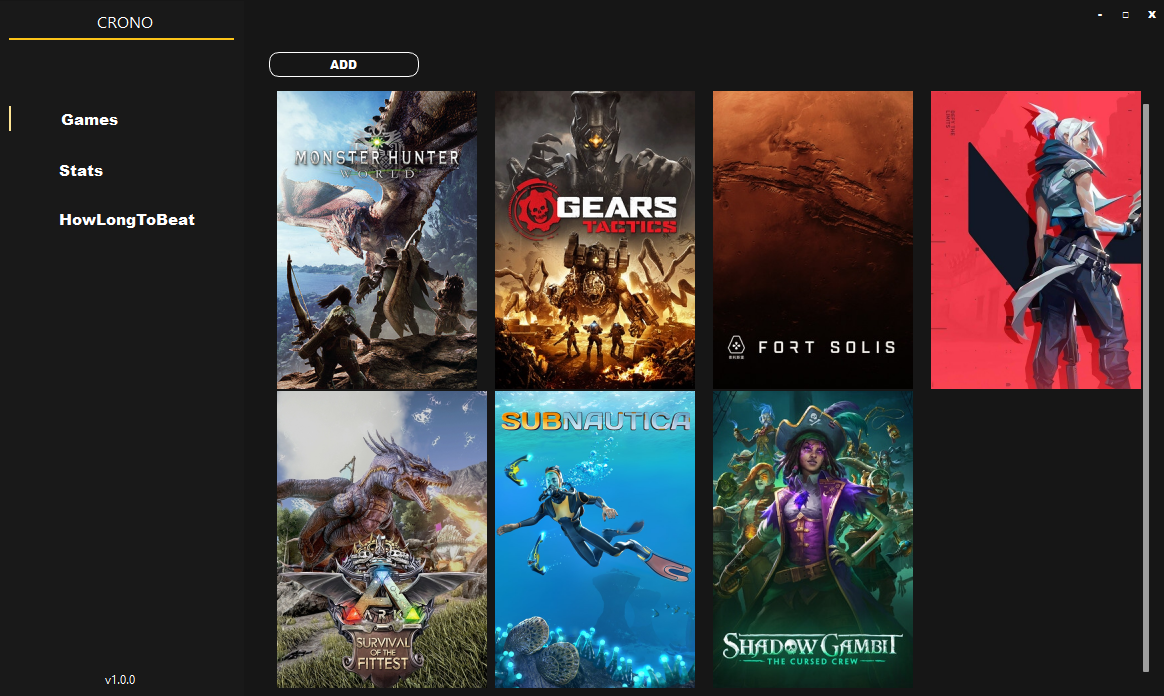 CRONO
- □ x
ADD
Games
Stats
HowLongToBeat
MONSTER HUNTER
WORLD
GEARS
TACTICS
FORT SOLIS
SUBNAUTICA
ARK
SURVIVAL
OF THE
FITTEST
SHADOW GAMBIT
THE CURSED CREW
v1.0.0